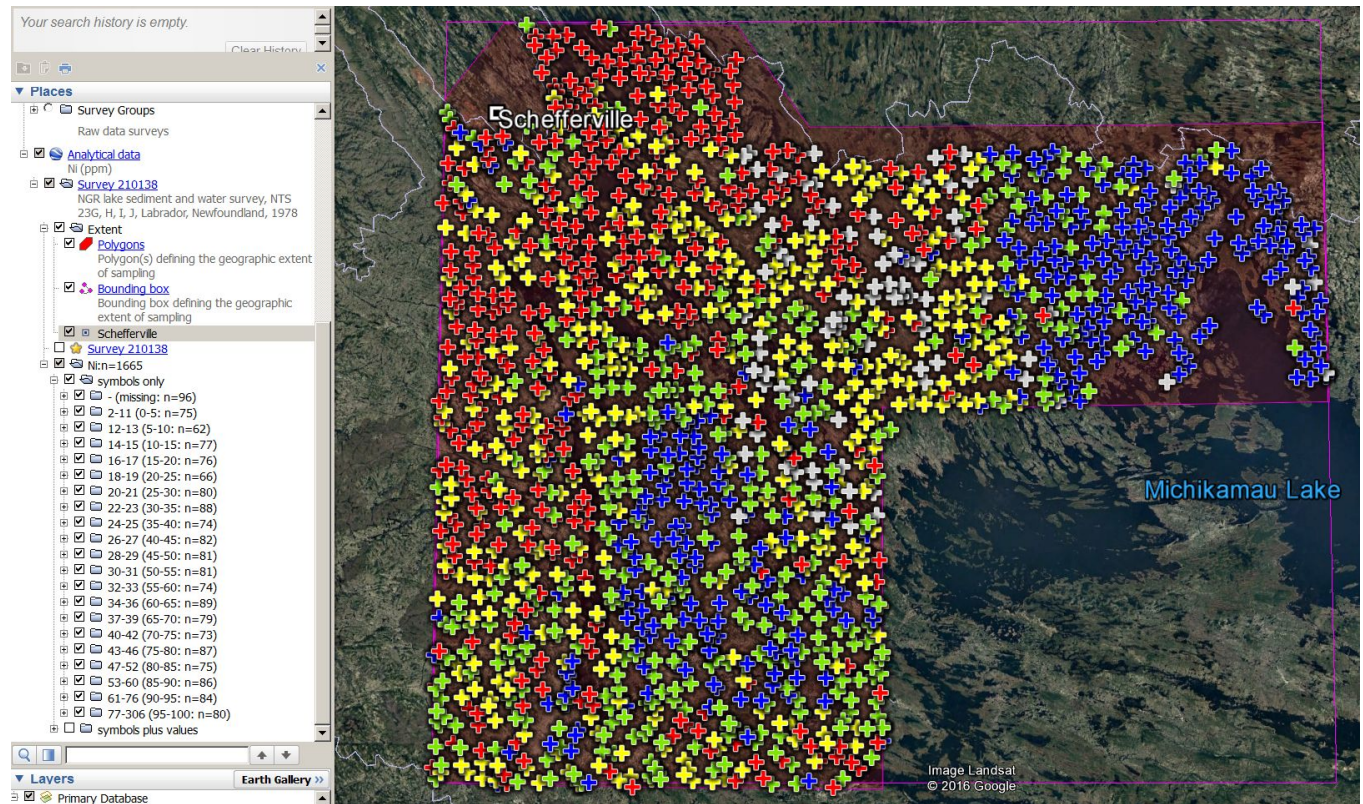 Your search history is empty.
Clear History
Places
Survey Groups
Raw data surveys
Analytical data
Ni (ppm)
Survey 210138
NGR lake sediment and water survey, NTS
23G, H, I, J, Labrador, Newfoundland, 1978
Extent
Polygons
Polygon(s) defining the geographic extent
of sampling
Bounding box
Bounding box defining the geographic
extent of sampling
Schefferville
Survey 210138
Ni:n=1665
symbols only
- (missing: n=96)
2-11 (0-5: n=75)
12-13 (5-10: n=62)
14-15 (10-15: n=77)
16-17 (15-20: n=76)
18-19 (20-25: n=66)
20-21 (25-30: n=80)
22-23 (30-35: n=88)
24-25 (35-40: n=74)
26-27 (40-45: n=82)
28-29 (45-50: n=81)
30-31 (50-55: n=81)
32-33 (55-60: n=74)
34-36 (60-65: n=89)
37-39 (65-70: n=79)
40-42 (70-75: n=73)
43-46 (75-80: n=87)
47-52 (80-85: n=75)
53-60 (85-90: n=86)
61-76 (90-95: n=84)
77-306 (95-100: n=80)
symbols plus values
Layers
Earth Gallery »
Primary Database
Schefferville
Michikamau Lake
Image Landsat
© 2016 Google